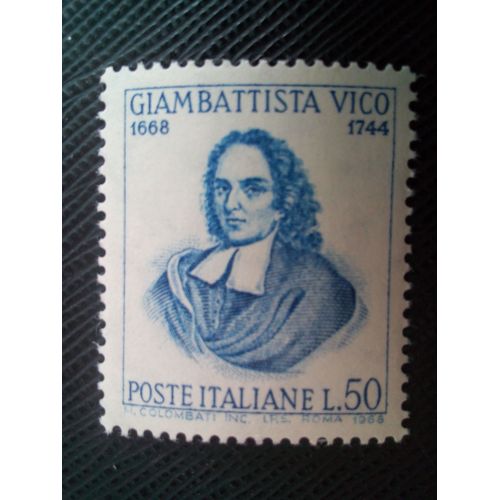 GIAMBATTISTA VICO
1668 1744
POSTE ITALIANE L.50
M. COLOMBATI INC. I.P.S. ROMA 1968